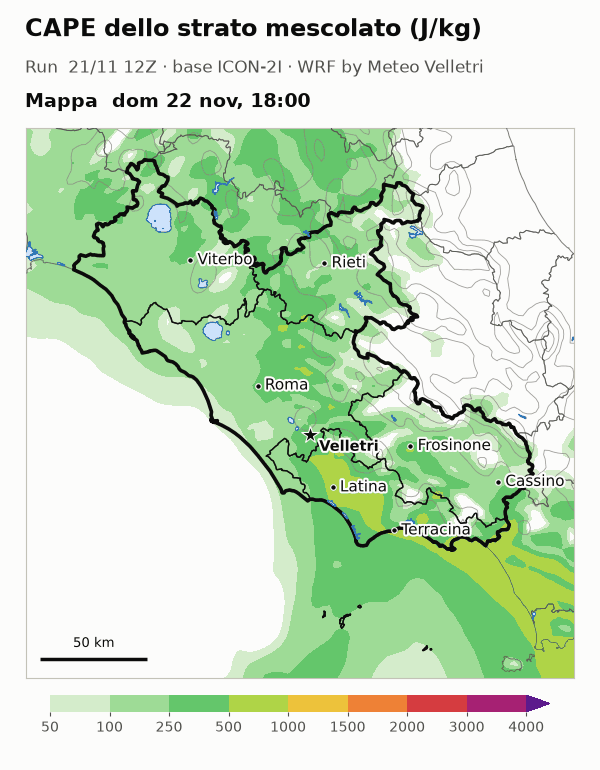 CAPE dello strato mescolato (J/kg)
Run 21/11 12Z · base ICON-2I · WRF by Meteo Velletri
Mappa dom 22 nov, 18:00
Viterbo
Rieti
Roma
Velletri
Frosinone
Latina
Cassino
Terracina
50 km
50 100 250 500 1000 1500 2000 3000 4000